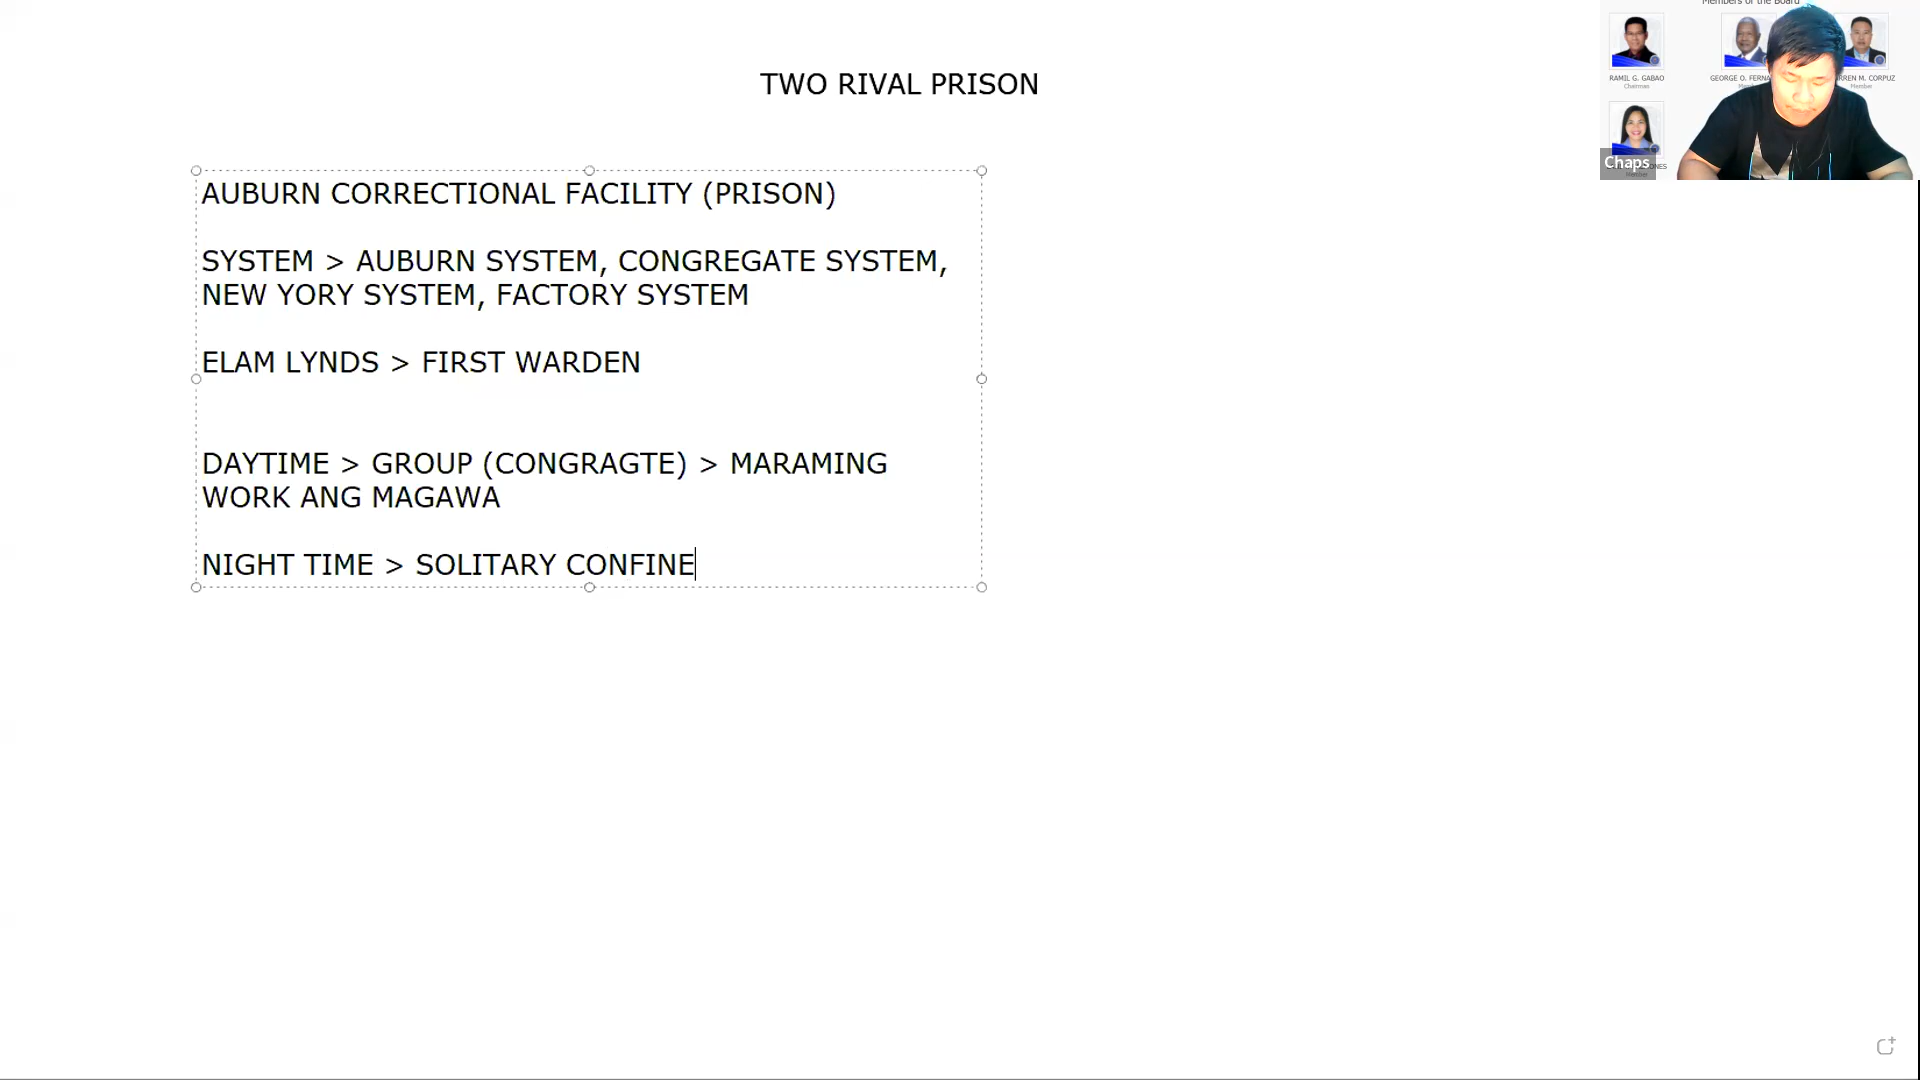 Members of the Board
TWO RIVAL PRISON
RAMIL G. GABAO
Chairman
GEORGE O.
RREN M. CORPUZ
Member
Chaps
Member
AUBURN CORRECTIONAL FACILITY (PRISON)
SYSTEM > AUBURN SYSTEM, CONGREGATE SYSTEM,
NEW YORY SYSTEM, FACTORY SYSTEM
ELAM LYNDS > FIRST WARDEN
DAYTIME > GROUP (CONGRAGTE) > MARAMING
WORK ANG MAGAWA
NIGHT TIME > SOLITARY CONFINE